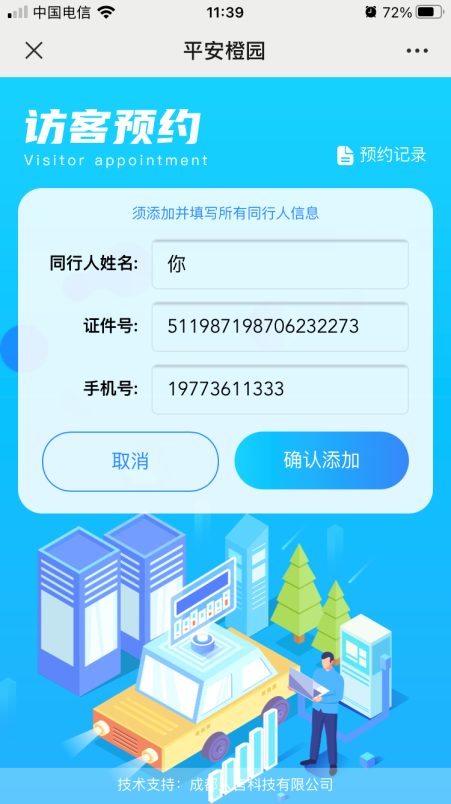 中国电信
11:39
72%
平安橙园
访客预约
Visitor appointment
预约记录
须添加并填写所有同行人信息
同行人姓名:
你
证件号:
511987198706232273
手机号:
19773611333
取消
确认添加
技术支持：成都 科技有限公司